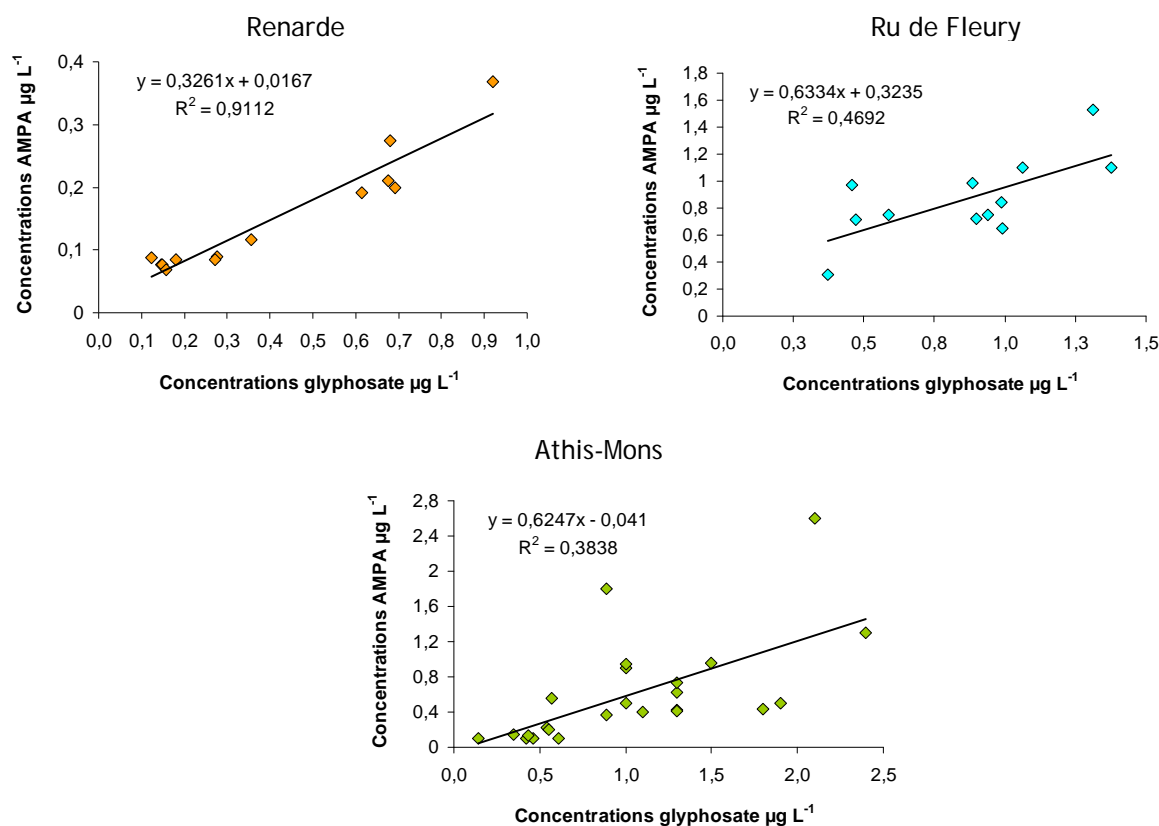 Renarde
y = 0,3261x + 0,0167
R² = 0,9112
Concentrations AMPA µg L⁻¹
0,4
0,3
0,2
0,1
0
0,0 0,1 0,2 0,3 0,4 0,5 0,6 0,7 0,8 0,9 1,0
Concentrations glyphosate µg L⁻¹
Ru de Fleury
y = 0,6334x + 0,3235
R² = 0,4692
Concentrations AMPA µg L⁻¹
1,8
1,6
1,4
1,2
1
0,8
0,6
0,4
0,2
0
0,0 0,3 0,5 0,8 1,0 1,3 1,5
Concentrations glyphosate µg L⁻¹
Athis-Mons
y = 0,6247x - 0,041
R² = 0,3838
Concentrations AMPA µg L⁻¹
2,8
2,4
2
1,6
1,2
0,8
0,4
0
0,0 0,5 1,0 1,5 2,0 2,5
Concentrations glyphosate µg L⁻¹